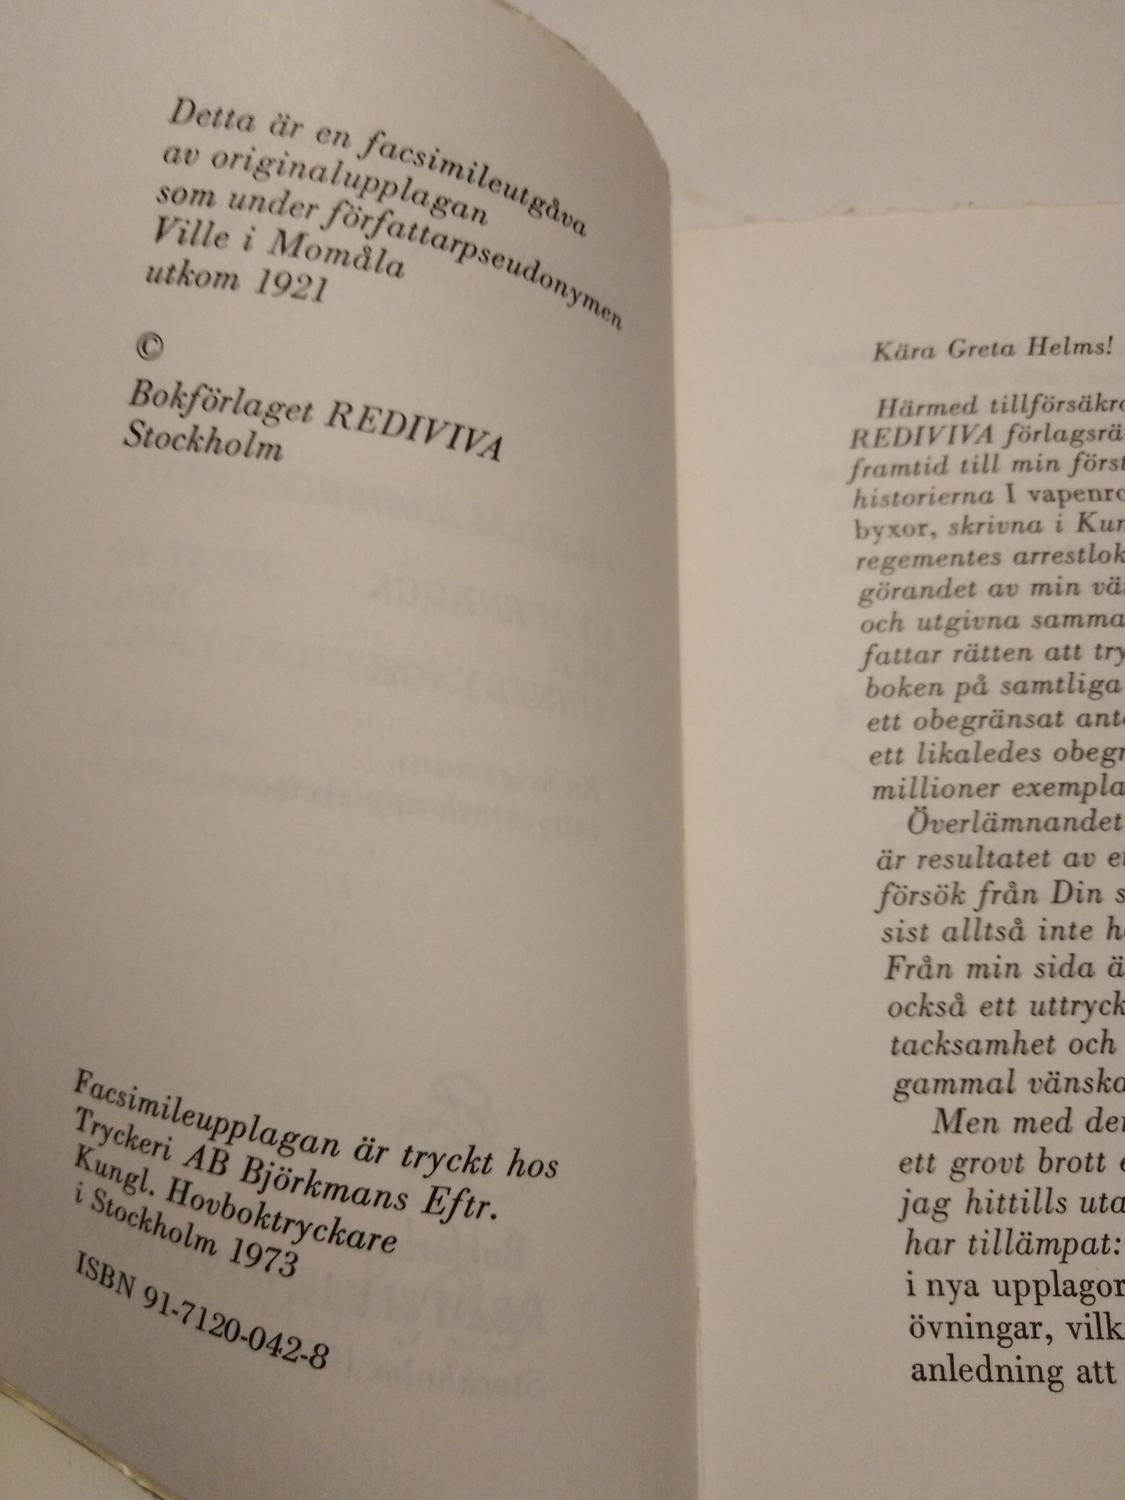 Detta är en facsimileutgåva
av originalupplagan
som under författarpseudonymen
Ville i Momåla
utkom 1921
©
Bokförlaget REDIVIVA
Stockholm
Facsimileupplagan är tryckt hos
Tryckeri AB Björkmans Eftr.
Kungl. Hovboktryckare
i Stockholm 1973
ISBN 91-7120-042-8
Kära Greta Helms!
Härmed
REDIVIVA
framtid till min
historierna I
byxor, skrivna i
regementes
görandet av min
och utgivna
fattar rätten att
boken på samtliga
ett obegränsat
ett likaledes
millioner
Överlämnandet
är resultatet av
försök från Din
sist alltså inte
Från min sida
också ett
tacksamhet och
gammal
Men med
ett grovt brott
jag hittills
har tillämpat:
i nya
övningar,
anledning att